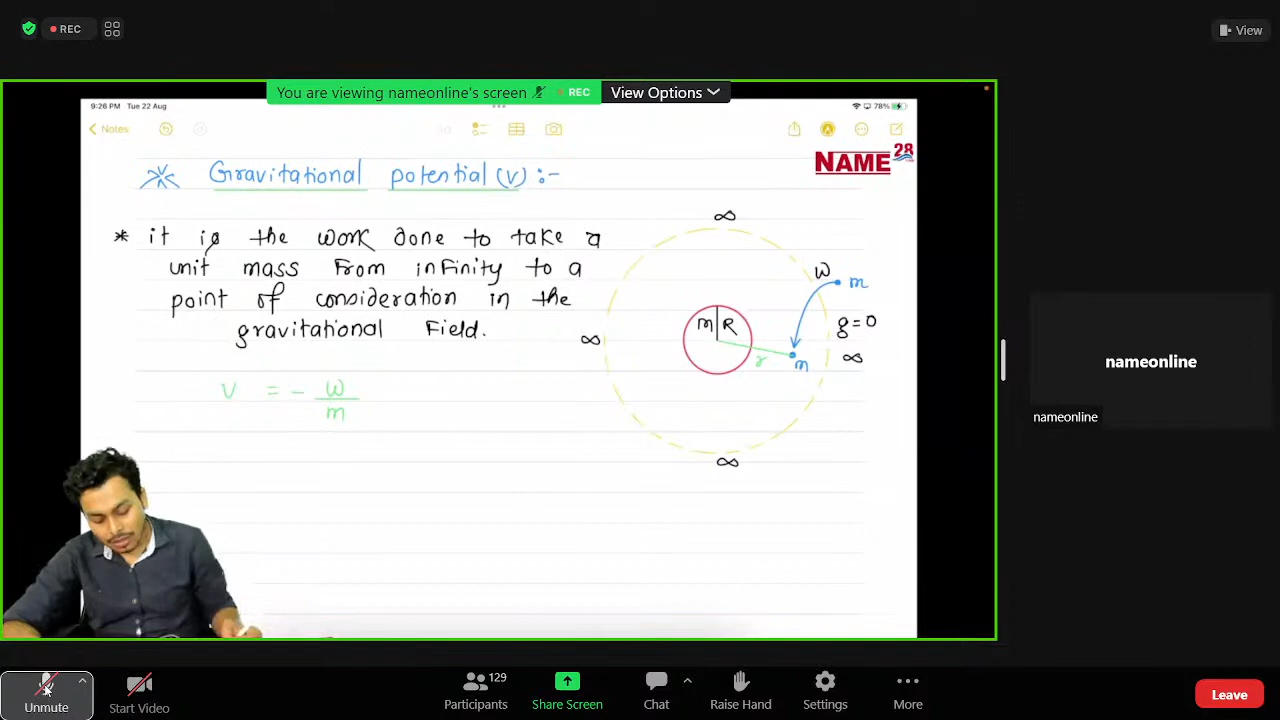 REC
View
You are viewing nameonline's screen
REC
View Options
9:26 PM Tue 22 Aug
78%
Notes
NAME 28
Gravitational potential (v) :-
* it is the work done to take a
unit mass from infinity to a
point of consideration in the
gravitational Field.
v = - W
m
∞
W
m
m R
g=0
∞
∞
r
m
∞
nameonline
nameonline
Unmute
Start Video
129
Participants
Share Screen
Chat
Raise Hand
Settings
More
Leave